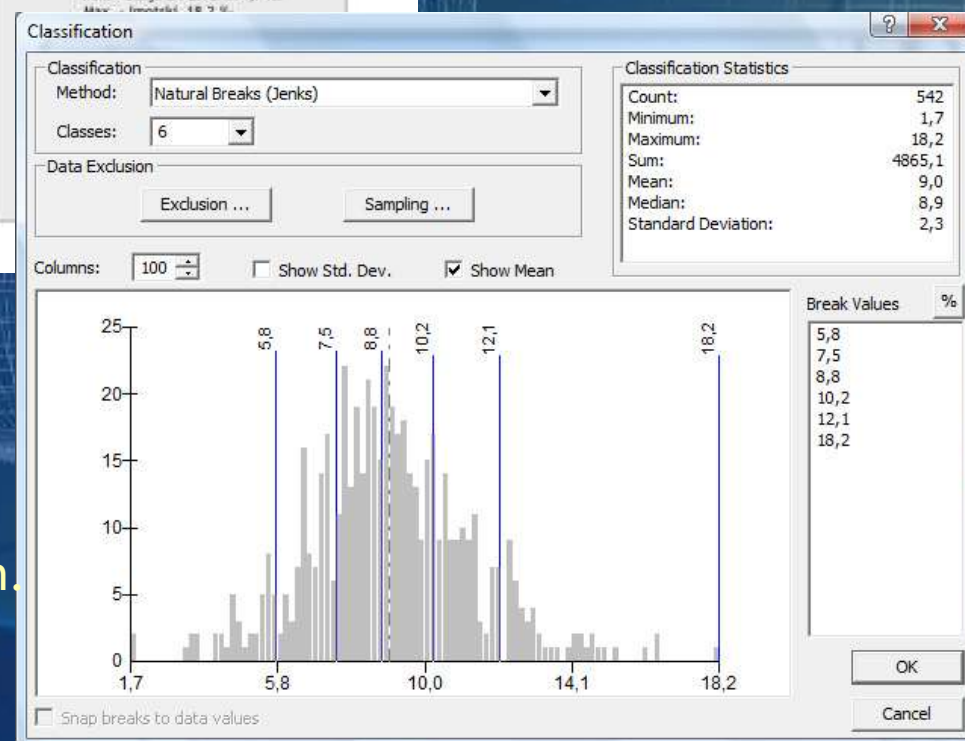 Max. - Imotski 18,2 %
Classification
Classification
Method: Natural Breaks (Jenks)
Classes: 6
Data Exclusion
Exclusion ...
Sampling ...
Classification Statistics
Count: 542
Minimum: 1,7
Maximum: 18,2
Sum: 4865,1
Mean: 9,0
Median: 8,9
Standard Deviation: 2,3
Columns: 100
Show Std. Dev.
Show Mean
Break Values %
5,8
7,5
8,8
10,2
12,1
18,2
25
20
15
10
5
0
5,8 7,5 8,8 10,2 12,1 18,2
1,7 5,8 10,0 14,1 18,2
n.
Snap breaks to data values
OK
Cancel